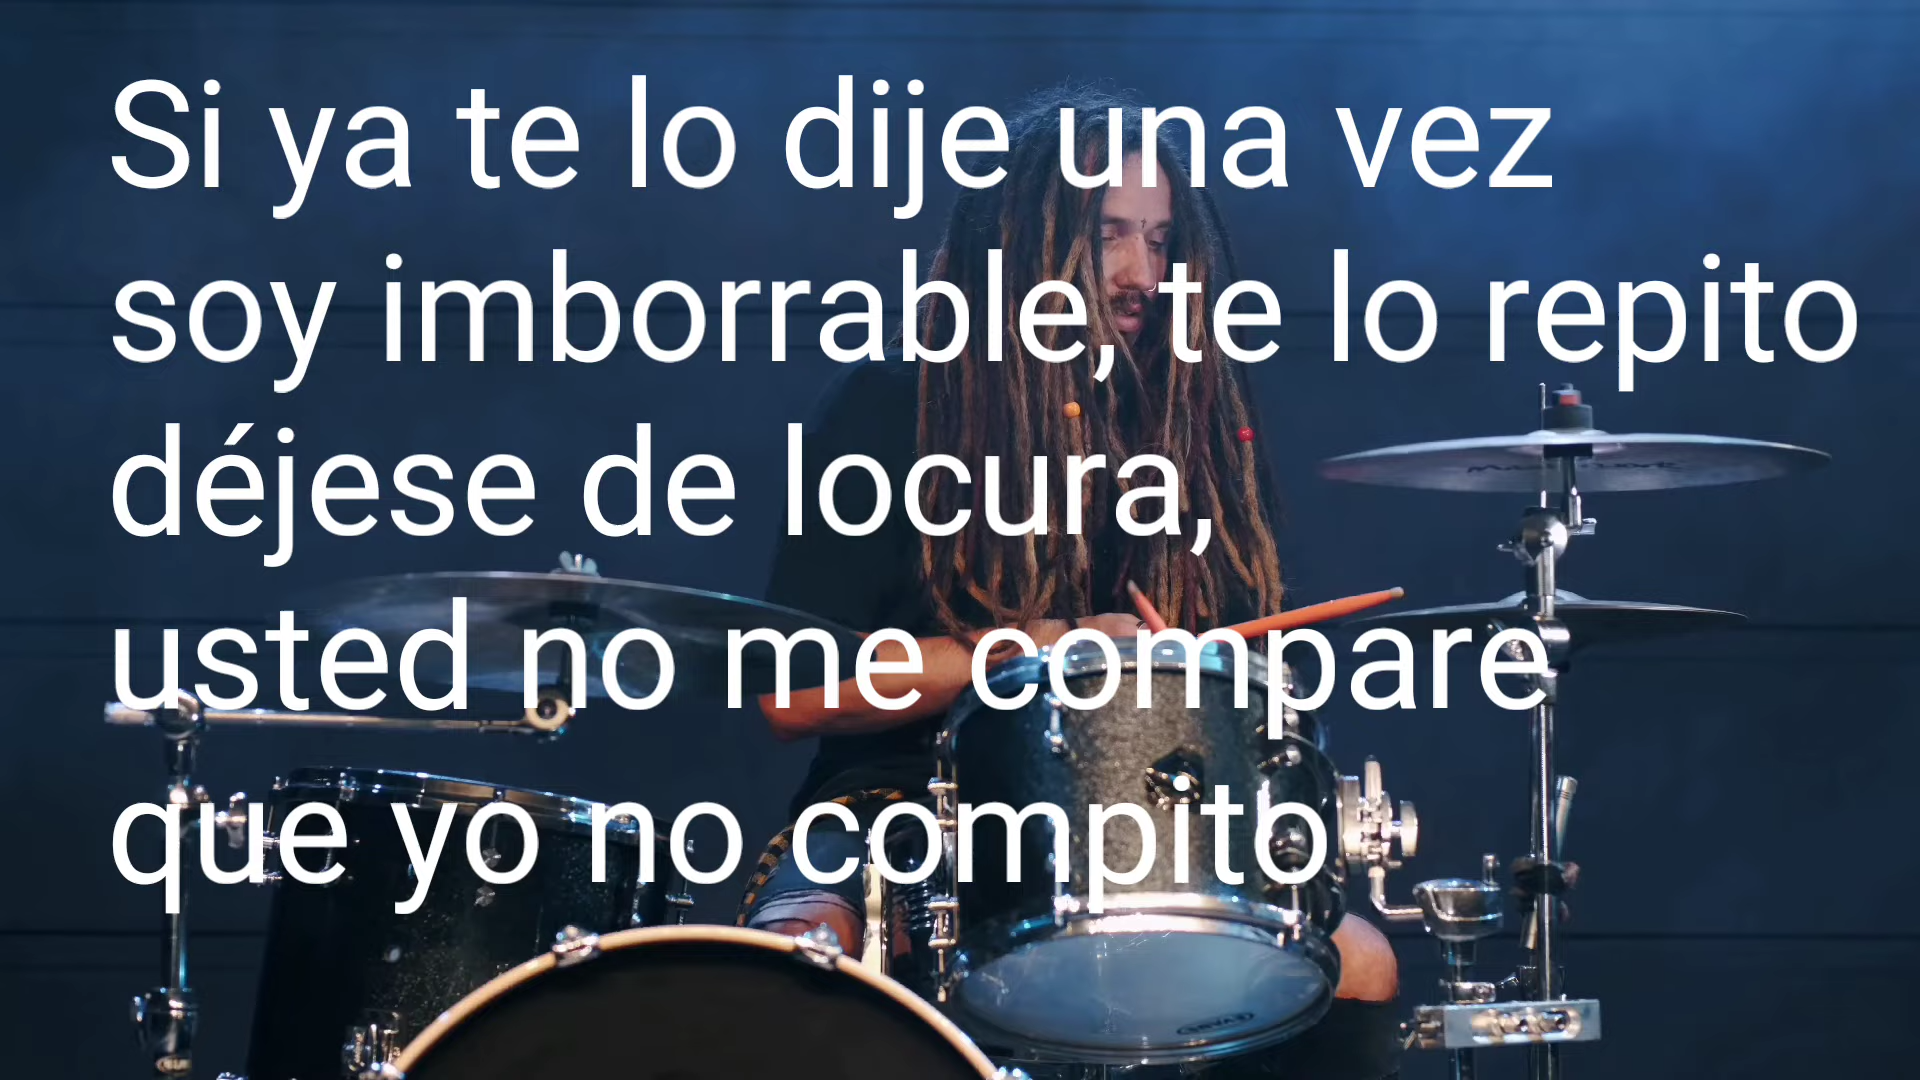 Si ya te lo dije una vez
soy imborrable, te lo repito
déjese de locura,
usted no me compare
que yo no compito
EVANS